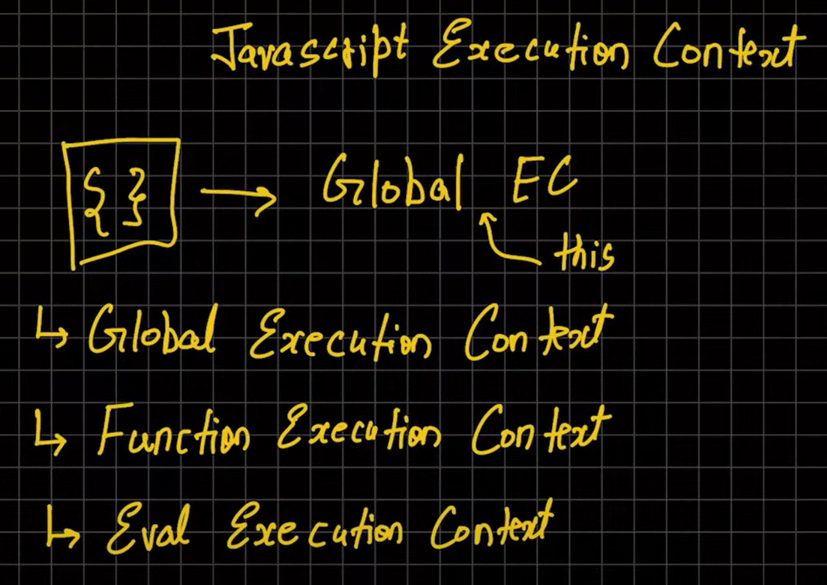 Javascript Execution Context
{ } → Global EC
this
↳ Global Execution Context
↳ Function Execution Context
↳ Eval Execution Context